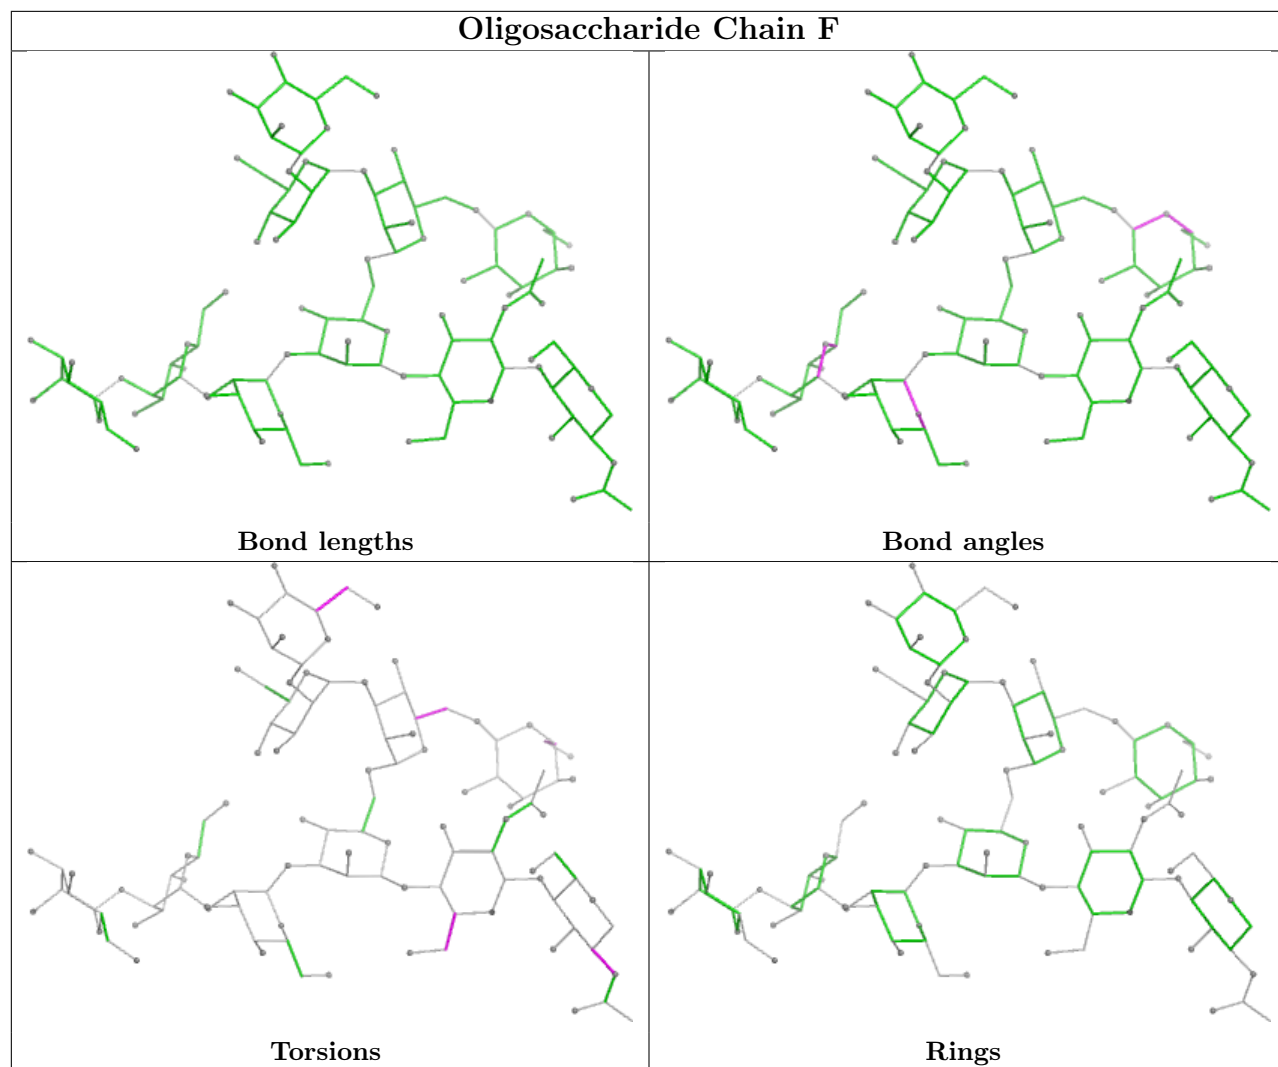 Oligosaccharide Chain F
Bond lengths
Bond angles
Torsions
Rings